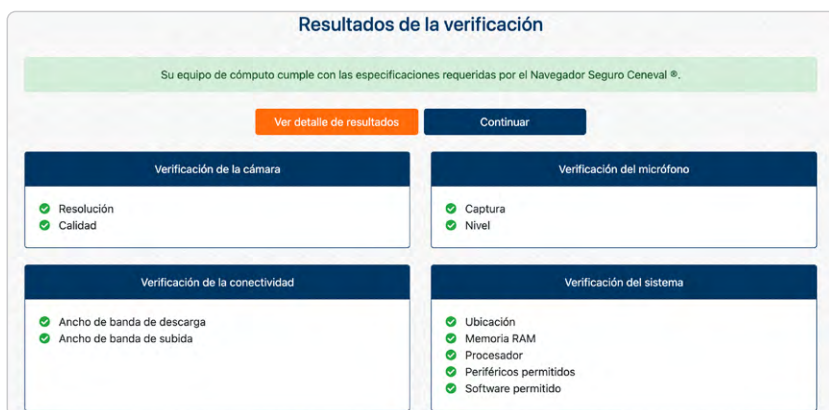 Resultados de la verificación
Su equipo de cómputo cumple con las especificaciones requeridas por el Navegador Seguro Ceneval ®.
Ver detalle de resultados
Continuar
Verificación de la cámara
Resolución
Calidad
Verificación del micrófono
Captura
Nivel
Verificación de la conectividad
Ancho de banda de descarga
Ancho de banda de subida
Verificación del sistema
Ubicación
Memoria RAM
Procesador
Periféricos permitidos
Software permitido